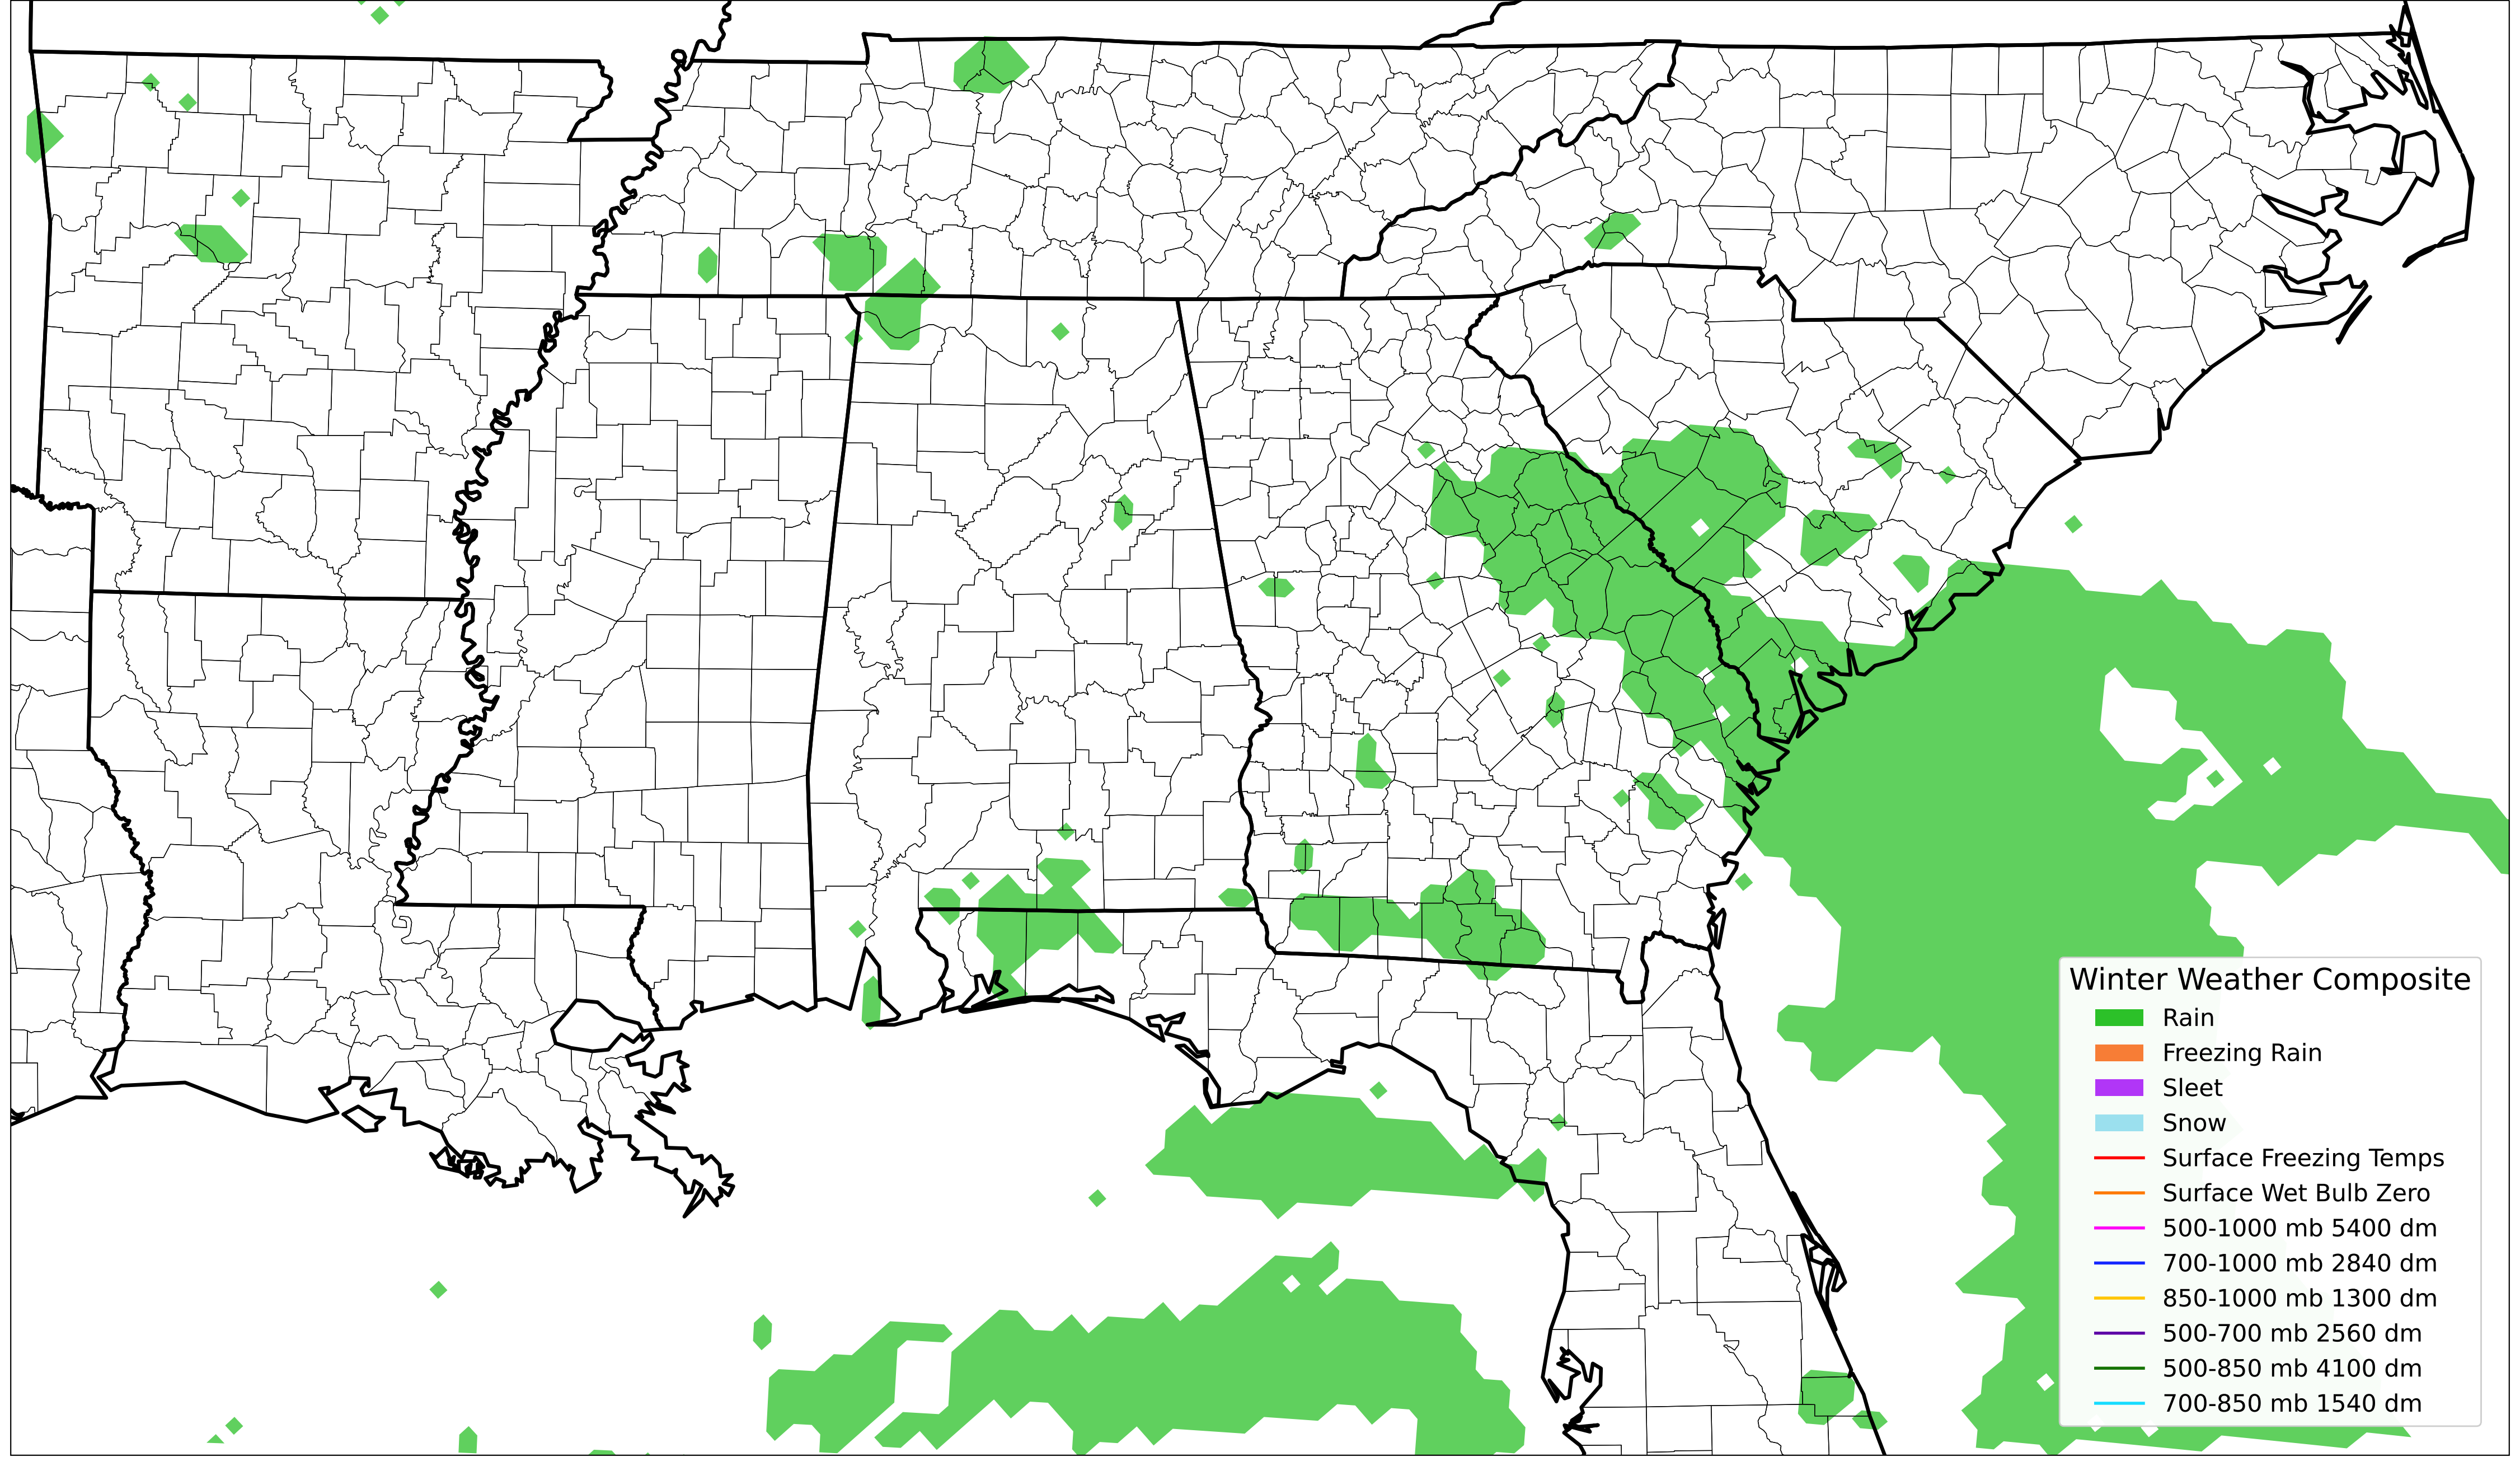 Winter Weather Composite
Rain
Freezing Rain
Sleet
Snow
Surface Freezing Temps
Surface Wet Bulb Zero
500-1000 mb 5400 dm
700-1000 mb 2840 dm
850-1000 mb 1300 dm
500-700 mb 2560 dm
500-850 mb 4100 dm
700-850 mb 1540 dm